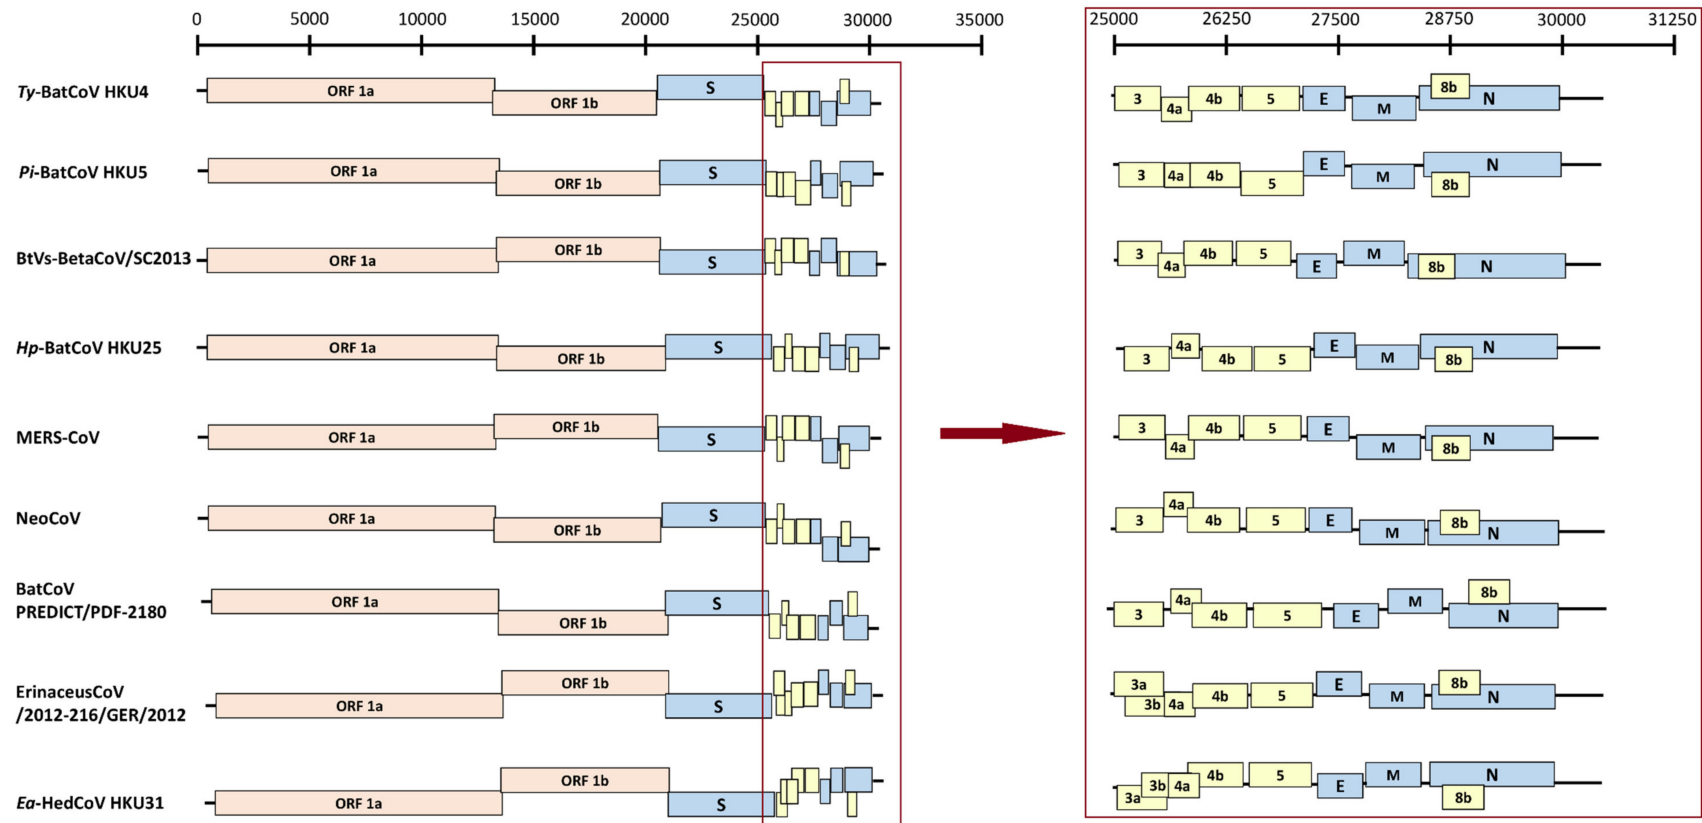 0 5000 10000 15000 20000 25000 30000 35000
25000 26250 27500 28750 30000 31250
Ty-BatCoV HKU4
ORF 1a ORF 1b S
3 4a 4b 5 E M 8b N
Pi-BatCoV HKU5
ORF 1a ORF 1b S
3 4a 4b 5 E M 8b N
BtVs-BetaCoV/SC2013
ORF 1a ORF 1b S
3 4a 4b 5 E M 8b N
Hp-BatCoV HKU25
ORF 1a ORF 1b S
3 4a 4b 5 E M 8b N
MERS-CoV
ORF 1a ORF 1b S
3 4a 4b 5 E M 8b N
NeoCoV
ORF 1a ORF 1b S
3 4a 4b 5 E M 8b N
BatCoV
PREDICT/PDF-2180
ORF 1a ORF 1b S
3 4a 4b 5 E M 8b N
ErinaceusCoV
/2012-216/GER/2012
ORF 1a ORF 1b S
3a 3b 4a 4b 5 E M 8b N
Ea-HedCoV HKU31
ORF 1a ORF 1b S
3a 3b 4a 4b 5 E M 8b N